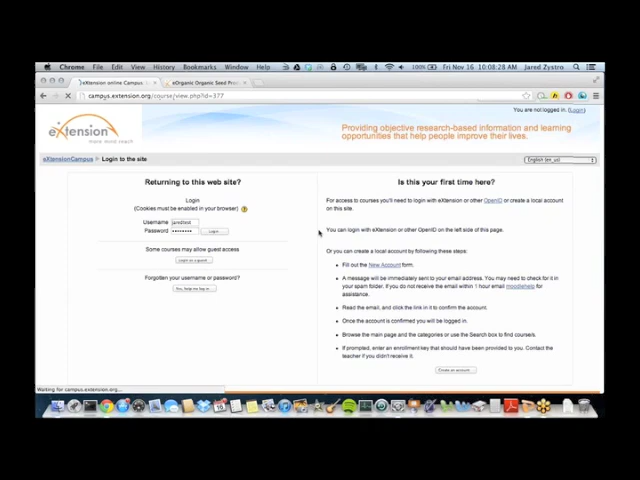 Chrome File Edit View History Bookmarks Window Help
100% Fri Nov 16 10:08:28 AM Jared Zystro
eXtension online Campus
eOrganic Organic Seed Pro
campus.extension.org/course/view.php?id=377
You are not logged in. (Login)
eXtension
Providing objective research-based information and learning
opportunities that help people improve their lives.
eXtensionCampus Login to the site
English (en_us)
Returning to this web site?
Login
(Cookies must be enabled in your browser)
Username
Password
Login
Some courses may allow guest access
Login as a guest
Forgotten your username or password?
Yes, help me log in
Is this your first time here?
For access to courses you'll need to login with eXtension or other OpenID or create a local account
on this site.
You can login with eXtension or other OpenID on the left side of this page.
Or you can create a local account by following these steps:
Fill out the New Account form.
A message will be immediately sent to your email address. You may need to check for it in
your spam folder. If you do not receive the email within 1 hour email moodlehelp for
assistance.
Read the email, and click the link in it to confirm the account.
Once the account is confirmed you will be logged in.
Browse the main page and the categories or use the Search box to find courses.
If prompted, enter an enrollment key that should have been provided to you. Contact the
teacher if you didn't receive it.
Create an account
Waiting for campus.extension.org...